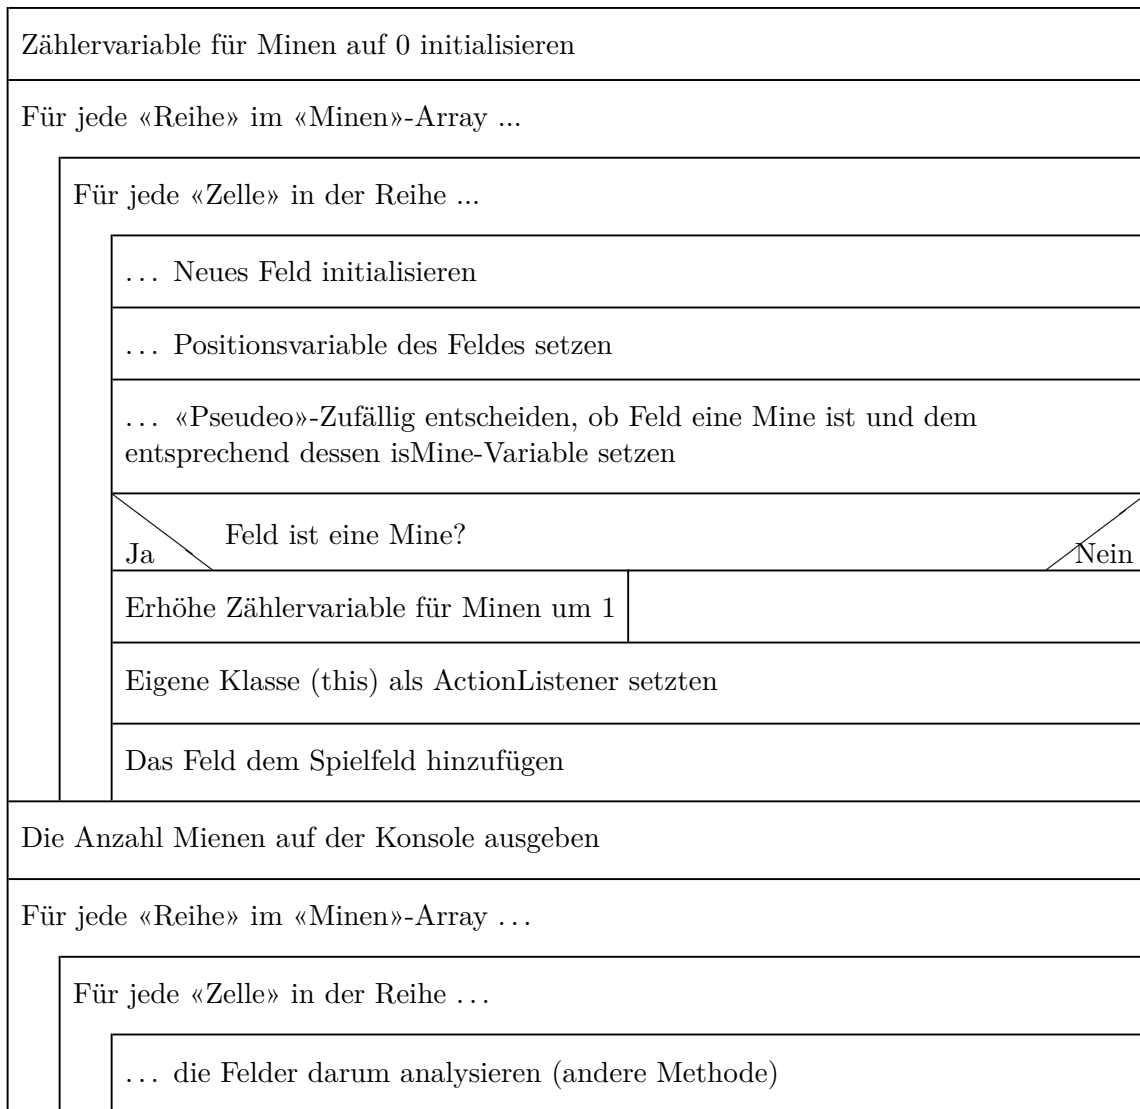 Zählervariable für Minen auf 0 initialisieren
Für jede «Reihe» im «Minen»-Array ...
Für jede «Zelle» in der Reihe ...
... Neues Feld initialisieren
... Positionsvariable des Feldes setzen
... «Pseudeo»-Zufällig entscheiden, ob Feld eine Mine ist und dem
entsprechend dessen isMine-Variable setzen
Feld ist eine Mine?
Ja
Nein
Erhöhe Zählervariable für Minen um 1
Eigene Klasse (this) als ActionListener setzten
Das Feld dem Spielfeld hinzufügen
Die Anzahl Mienen auf der Konsole ausgeben
Für jede «Reihe» im «Minen»-Array ...
Für jede «Zelle» in der Reihe ...
... die Felder darum analysieren (andere Methode)